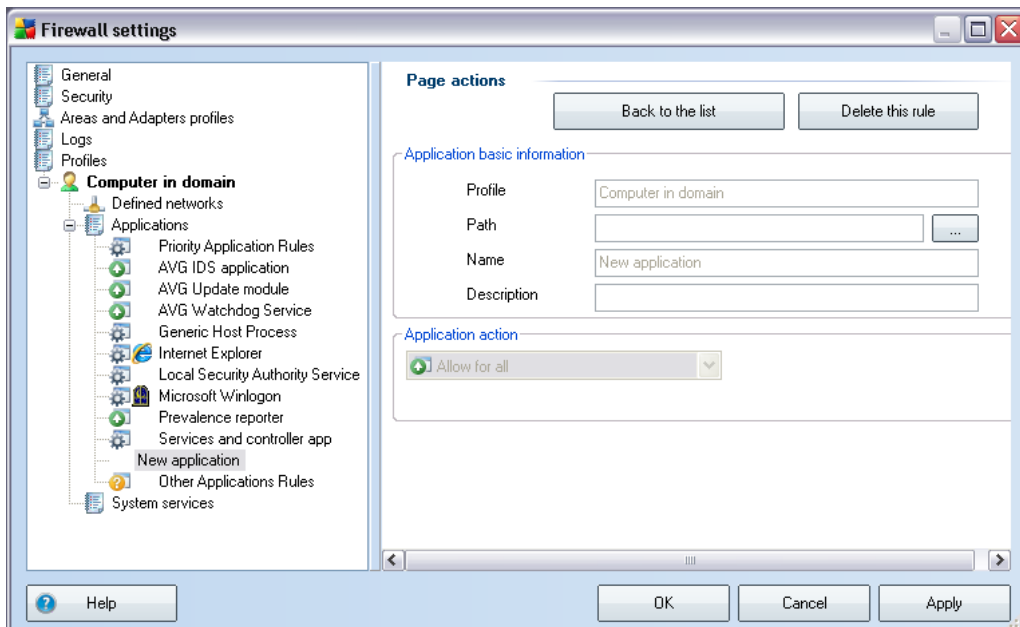 Firewall settings
General
Security
Areas and Adapters profiles
Logs
Profiles
Computer in domain
Defined networks
Applications
Priority Application Rules
AVG IDS application
AVG Update module
AVG Watchdog Service
Generic Host Process
Internet Explorer
Local Security Authority Service
Microsoft Winlogon
Prevalence reporter
Services and controller app
New application
Other Applications Rules
System services
Page actions
Back to the list
Delete this rule
Application basic information
Profile
Computer in domain
Path
...
Name
New application
Description
Application action
Allow for all
Help
OK
Cancel
Apply